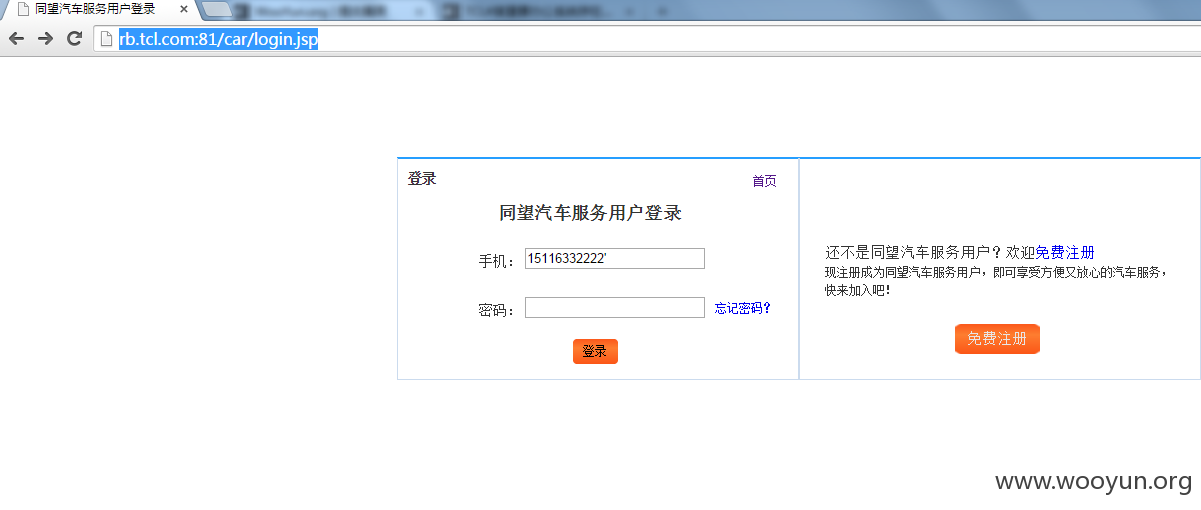 同望汽车服务用户登录
rb.tcl.com:81/car/login.jsp
登录
首页
同望汽车服务用户登录
手机：
15116332222'
密码：
忘记密码？
登录
还不是同望汽车服务用户？欢迎免费注册
现注册成为同望汽车服务用户，即可享受方便又放心的汽车服务，
快来加入吧！
免费注册
www.wooyun.org